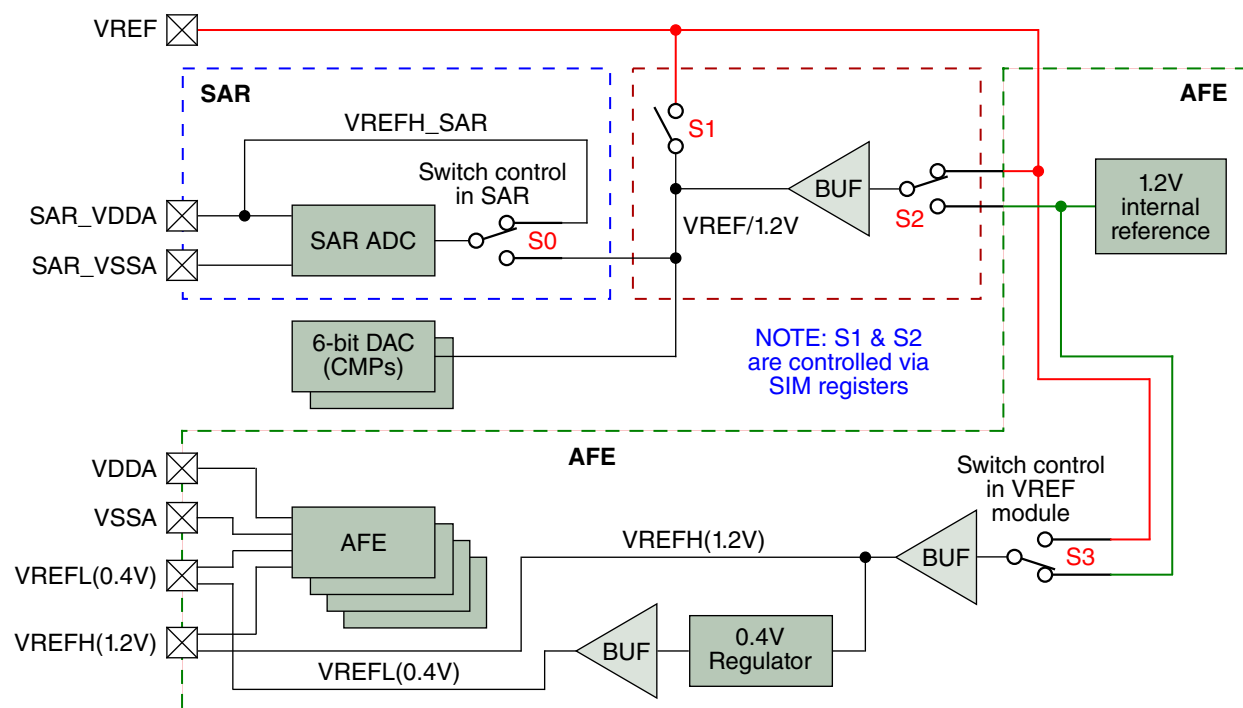 VREF
SAR
AFE
VREFH_SAR
S1
Switch control
in SAR
BUF
1.2V
internal
reference
SAR_VDDA
SAR ADC
S0
VREF/1.2V
S2
SAR_VSSA
6-bit DAC
(CMPs)
NOTE: S1 & S2
are controlled via
SIM registers
AFE
VDDA
Switch control
in VREF
module
VSSA
AFE
VREFH(1.2V)
BUF
S3
VREFL(0.4V)
VREFH(1.2V)
BUF
0.4V
Regulator
VREFL(0.4V)